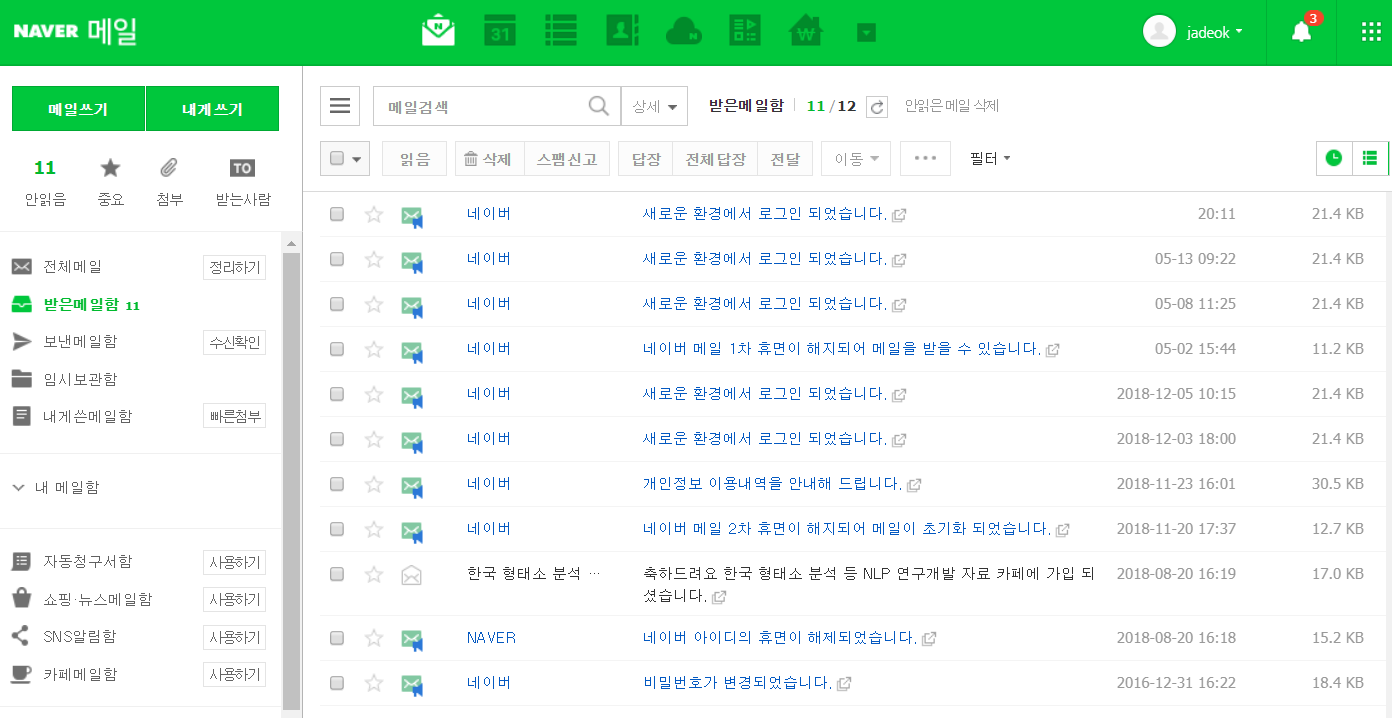 NAVER 메일
31
N
₩
jadeok
3
메일쓰기 내게쓰기
11 TO
안읽음 중요 첨부 받는사람
전체메일 정리하기
받은메일함 11
보낸메일함 수신확인
임시보관함
내게쓴메일함 빠른첨부
내 메일함
자동청구서함 사용하기
쇼핑·뉴스메일함 사용하기
SNS알림함 사용하기
카페메일함 사용하기
메일검색 상세 받은메일함 11 / 12 안읽은 메일 삭제
읽음 삭제 스팸신고 답장 전체답장 전달 이동 ••• 필터
네이버 새로운 환경에서 로그인 되었습니다. 20:11 21.4 KB
네이버 새로운 환경에서 로그인 되었습니다. 05-13 09:22 21.4 KB
네이버 새로운 환경에서 로그인 되었습니다. 05-08 11:25 21.4 KB
네이버 네이버 메일 1차 휴면이 해지되어 메일을 받을 수 있습니다. 05-02 15:44 11.2 KB
네이버 새로운 환경에서 로그인 되었습니다. 2018-12-05 10:15 21.4 KB
네이버 새로운 환경에서 로그인 되었습니다. 2018-12-03 18:00 21.4 KB
네이버 개인정보 이용내역을 안내해 드립니다. 2018-11-23 16:01 30.5 KB
네이버 네이버 메일 2차 휴면이 해지되어 메일이 초기화 되었습니다. 2018-11-20 17:37 12.7 KB
한국 형태소 분석 … 축하드려요 한국 형태소 분석 등 NLP 연구개발 자료 카페에 가입 되 2018-08-20 16:19 17.0 KB
셨습니다.
NAVER 네이버 아이디의 휴면이 해제되었습니다. 2018-08-20 16:18 15.2 KB
네이버 비밀번호가 변경되었습니다. 2016-12-31 16:22 18.4 KB